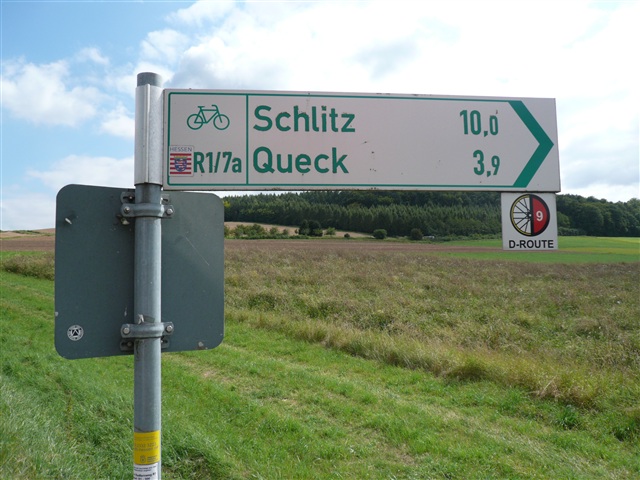 Schlitz 10,0
HESSEN
R1/7a Queck 3,9
9
D-ROUTE